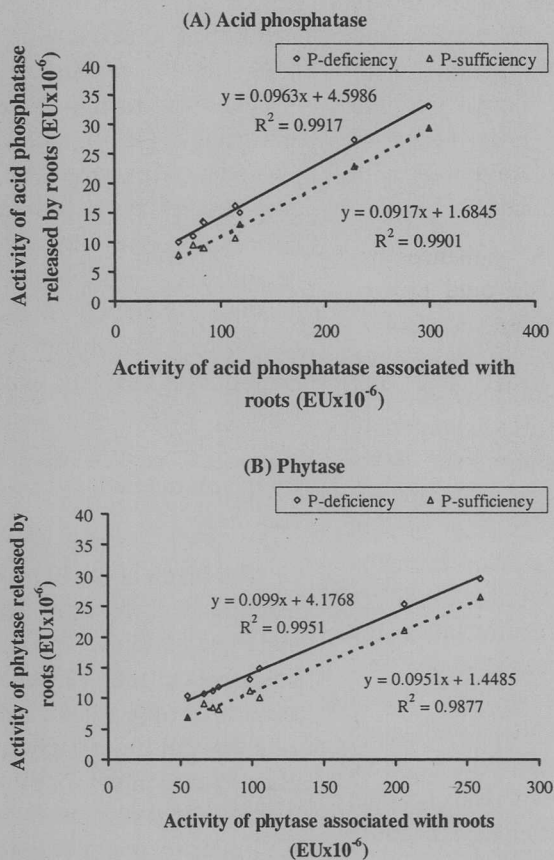 (A) Acid phosphatase
P-deficiency P-sufficiency
Activity of acid phosphatase
released by roots (EUx10-6)
40
35
30
25
20
15
10
5
0
y = 0.0963x + 4.5986
R2 = 0.9917
y = 0.0917x + 1.6845
R2 = 0.9901
0 100 200 300 400
Activity of acid phosphatase associated with
roots (EUx10-6)
(B) Phytase
P-deficiency P-sufficiency
Activity of phytase released by
roots (EUx10-6)
40
35
30
25
20
15
10
5
0
y = 0.099x + 4.1768
R2 = 0.9951
y = 0.0951x + 1.4485
R2 = 0.9877
0 50 100 150 200 250 300
Activity of phytase associated with roots
(EUx10-6)